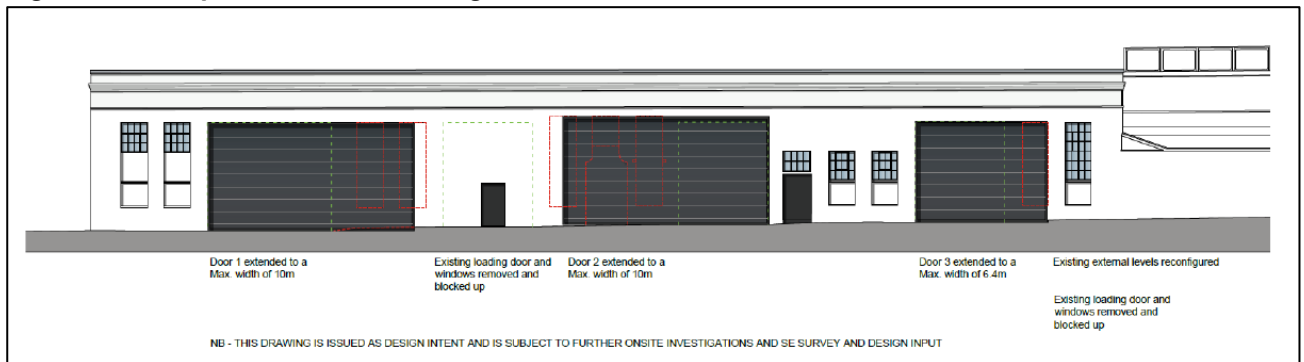 Door 1 extended to a
Max. width of 10m
Existing loading door and
windows removed and
blocked up
Door 2 extended to a
Max. width of 10m
Door 3 extended to a
Max. width of 6.4m
Existing external levels reconfigured
Existing loading door and
windows removed and
blocked up
NB - THIS DRAWING IS ISSUED AS DESIGN INTENT AND IS SUBJECT TO FURTHER ONSITE INVESTIGATIONS AND SE SURVEY AND DESIGN INPUT